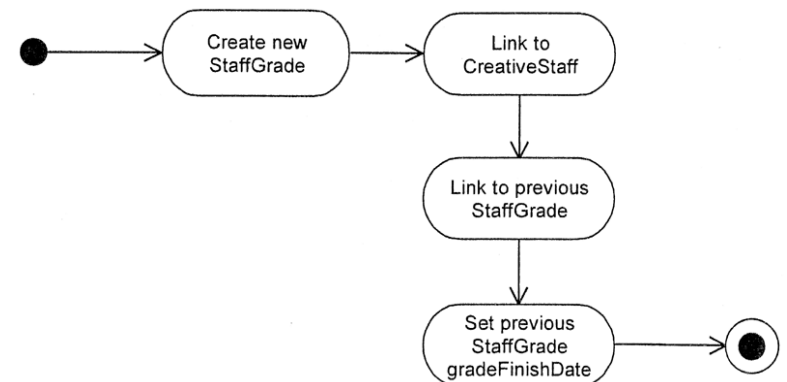 Create new
StaffGrade
Link to
CreativeStaff
Link to previous
StaffGrade
Set previous
StaffGrade
gradeFinishDate